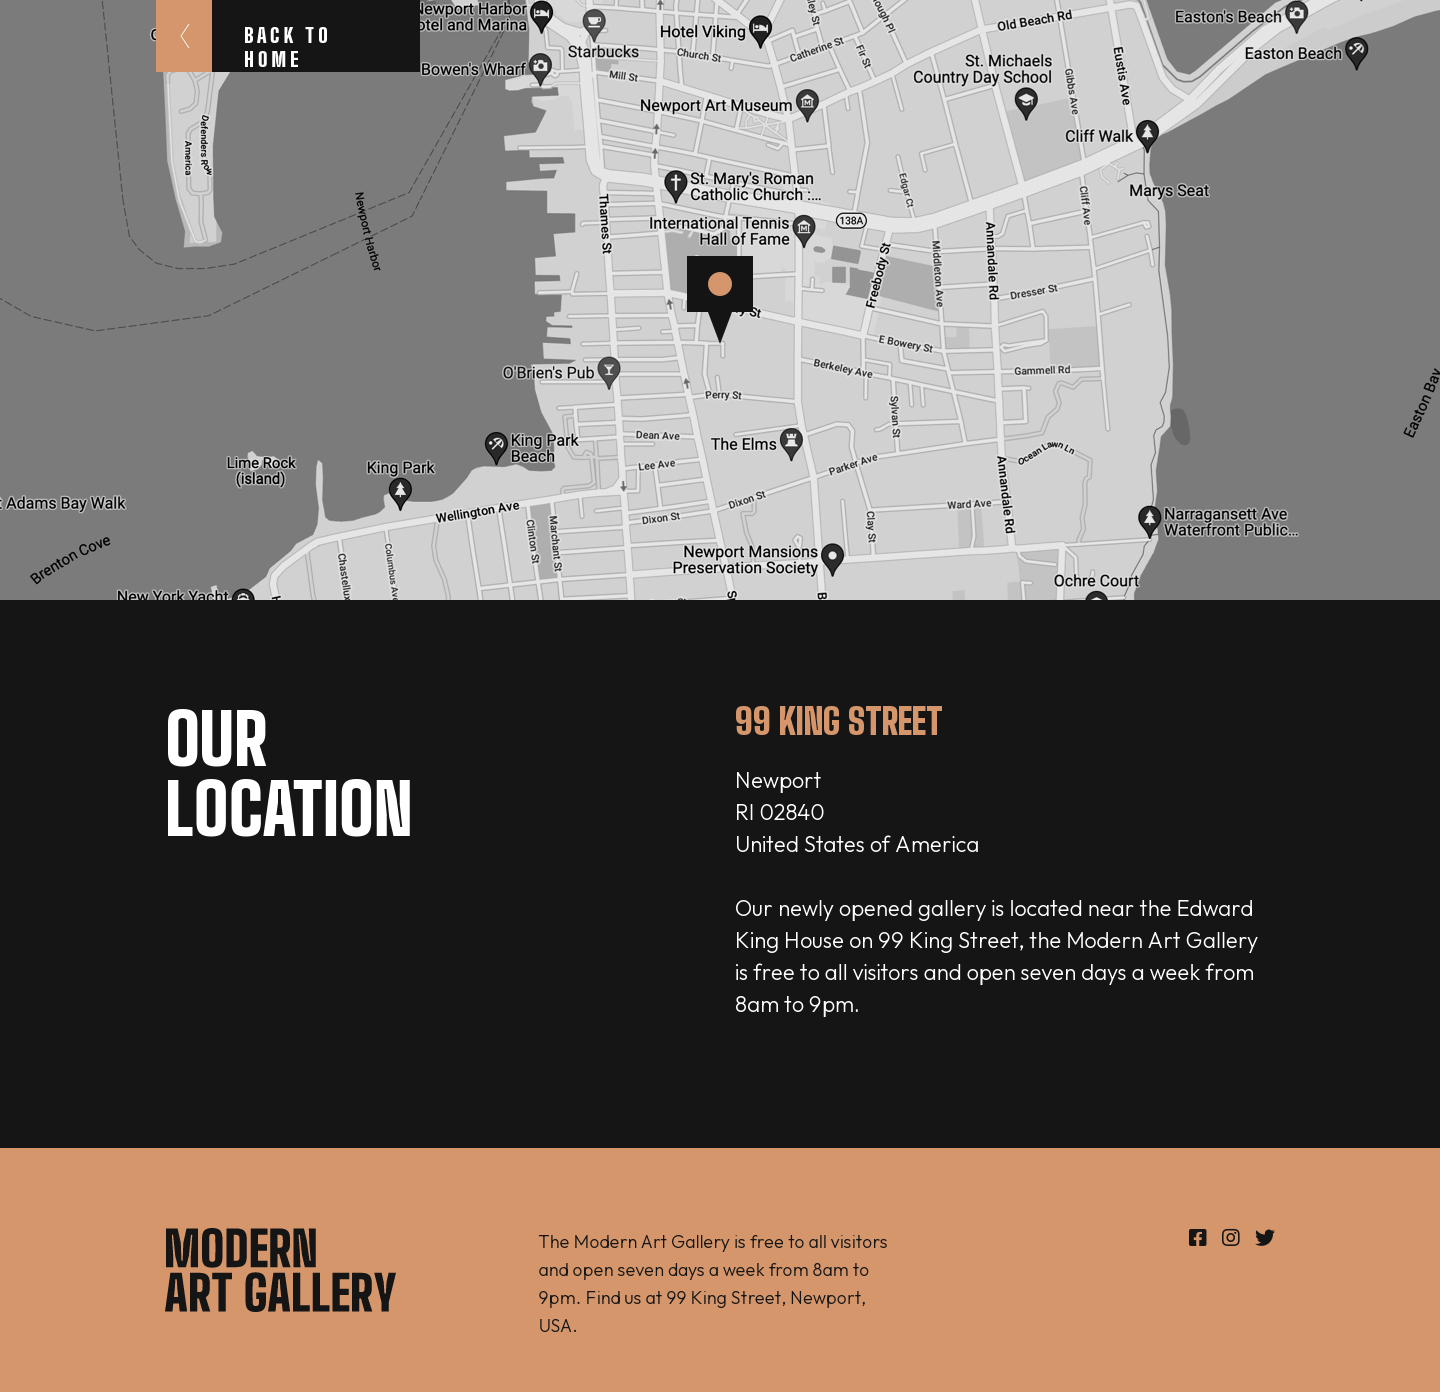 BACK TO
HOME
Newport Harbor
Hotel and Marina
Starbucks
Bowen's Wharf
Hotel Viking
Church St
Mill St
Catherine St
Fir St
Old Beach Rd
Easton's Beach
Easton Beach
St. Michaels
Country Day School
Gibbs Ave
Eustis Ave
Newport Art Museum
Cliff Walk
Defenders Row
America
St. Mary's Roman
Catholic Church :...
Edgar Ct
Cliff Ave
Marys Seat
Newport Harbor
Thames St
International Tennis
Hall of Fame
138A
Freebody St
Middleton Ave
Annandale Rd
Dresser St
y St
E Bowery St
O'Brien's Pub
Berkeley Ave
Gammell Rd
Perry St
Sylvan St
Easton Bay
King Park
Beach
Dean Ave
The Elms
Lee Ave
Parker Ave
Ocean Lawn Ln
Lime Rock
(island)
King Park
Adams Bay Walk
Wellington Ave
Dixon St
Dixon St
Ward Ave
Annandale Rd
Narragansett Ave
Waterfront Public...
Clinton St
Marchant St
Clay St
Brenton Cove
Chastellux
Columbus Ave
Newport Mansions
Preservation Society
Ochre Court
New York Yacht
OUR
LOCATION
99 KING STREET
Newport
RI 02840
United States of America
Our newly opened gallery is located near the Edward
King House on 99 King Street, the Modern Art Gallery
is free to all visitors and open seven days a week from
8am to 9pm.
MODERN
ART GALLERY
The Modern Art Gallery is free to all visitors
and open seven days a week from 8am to
9pm. Find us at 99 King Street, Newport,
USA.